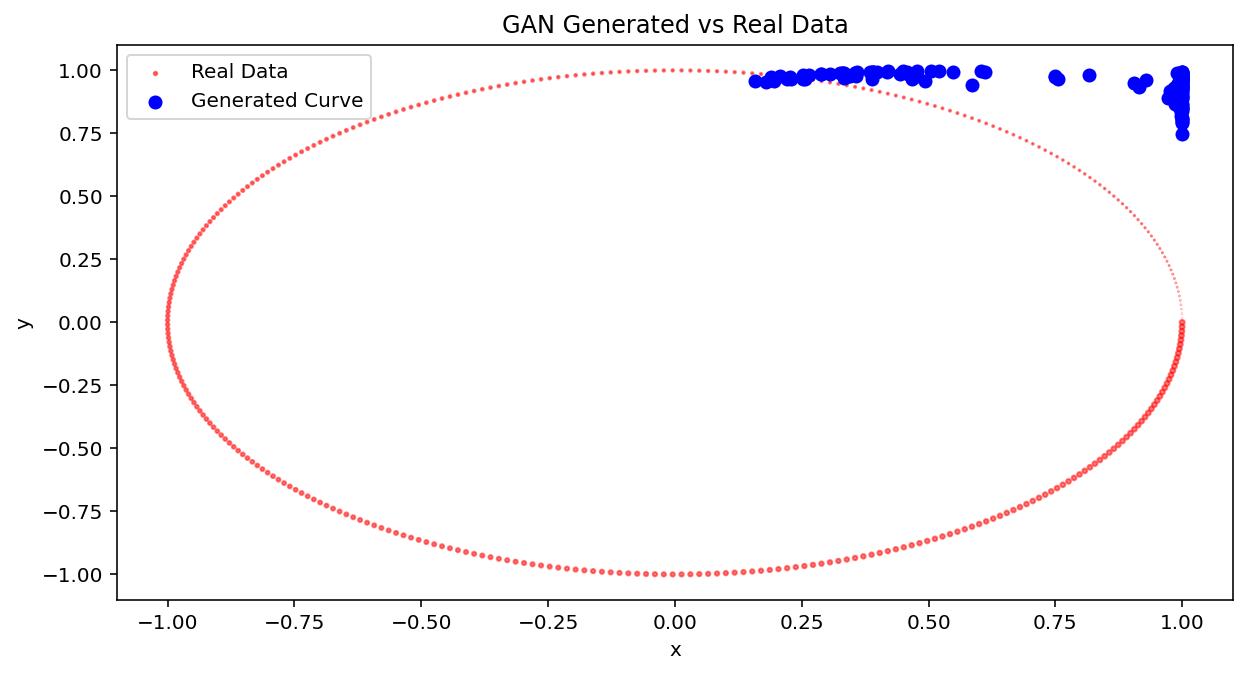 GAN Generated vs Real Data
Real Data
Generated Curve
1.00
0.75
0.50
0.25
0.00
−0.25
−0.50
−0.75
−1.00
y
−1.00 −0.75 −0.50 −0.25 0.00 0.25 0.50 0.75 1.00
x